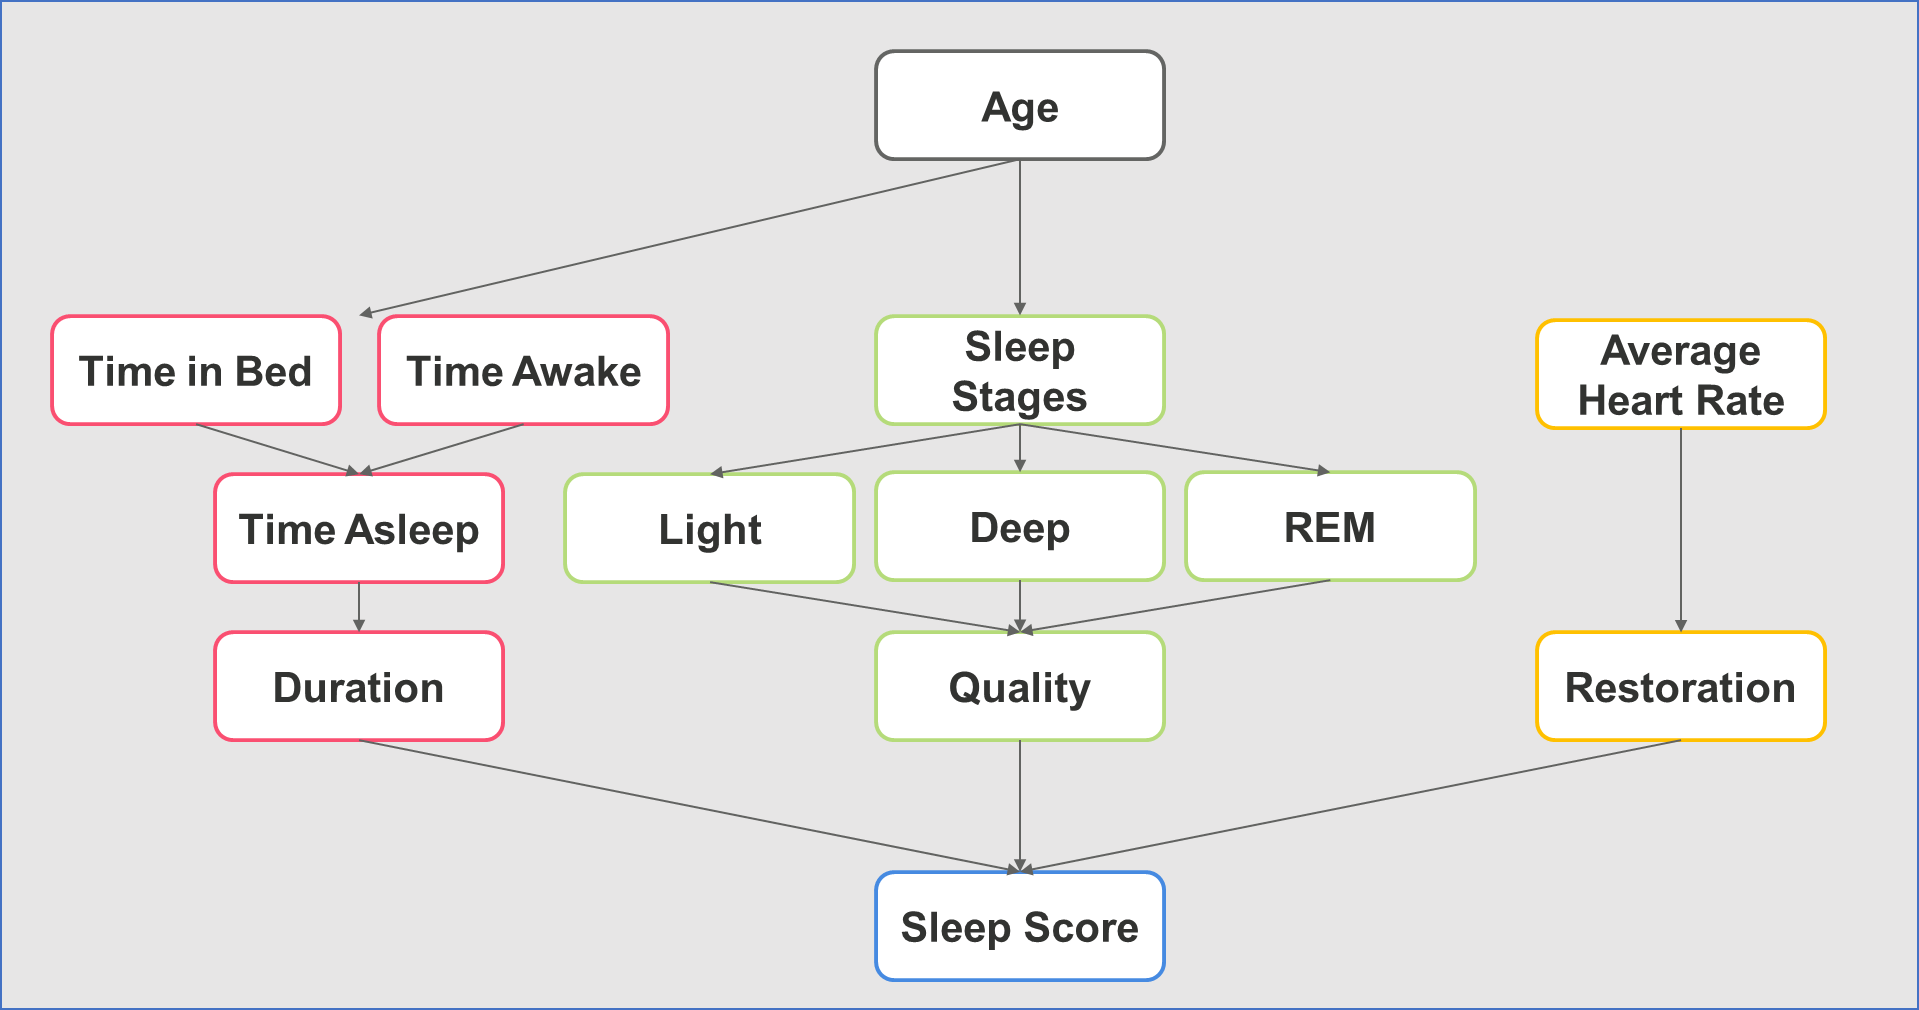 Age
Time in Bed
Time Awake
Sleep
Stages
Average
Heart Rate
Time Asleep
Light
Deep
REM
Duration
Quality
Restoration
Sleep Score